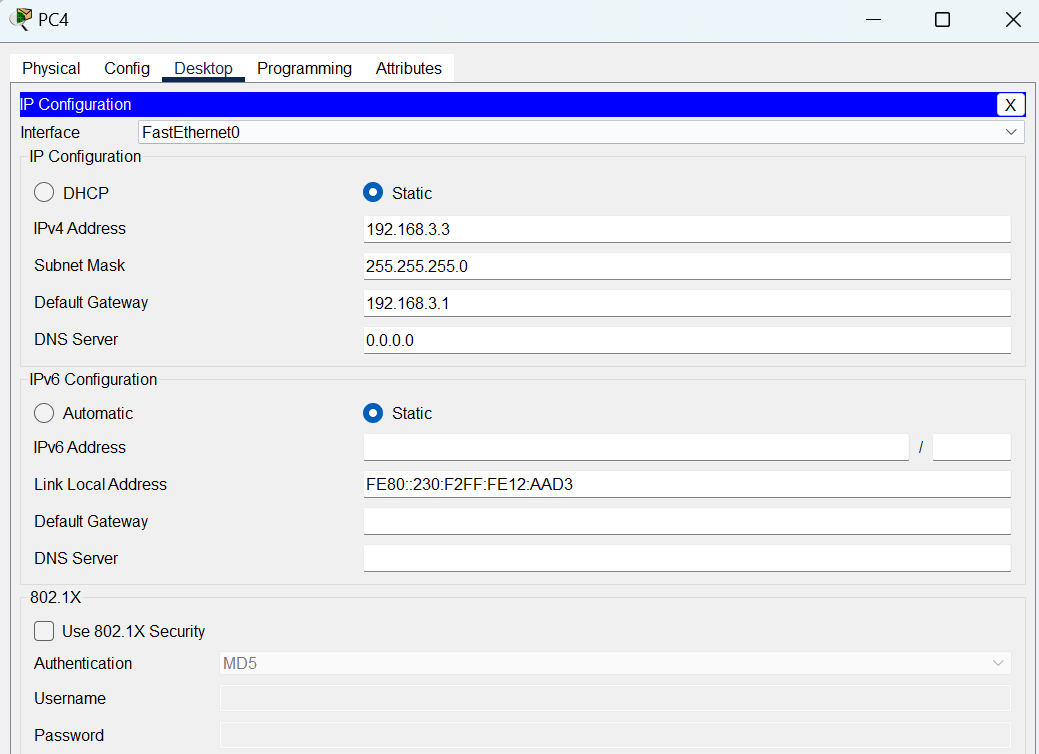 PC4
Physical Config Desktop Programming Attributes
IP Configuration X
Interface FastEthernet0
IP Configuration
DHCP Static
IPv4 Address 192.168.3.3
Subnet Mask 255.255.255.0
Default Gateway 192.168.3.1
DNS Server 0.0.0.0
IPv6 Configuration
Automatic Static
IPv6 Address /
Link Local Address FE80::230:F2FF:FE12:AAD3
Default Gateway
DNS Server
802.1X
Use 802.1X Security
Authentication MD5
Username
Password